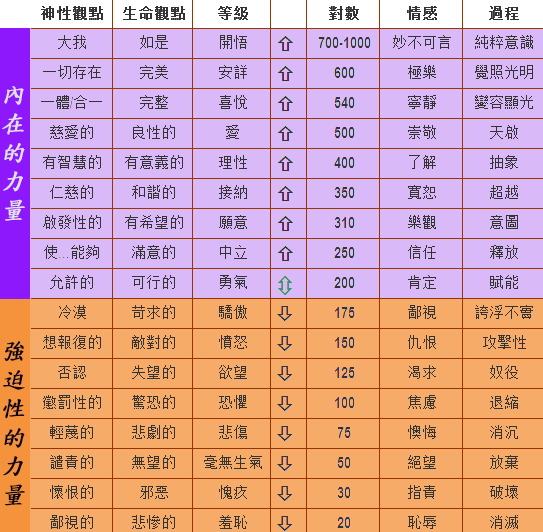 神性觀點 生命觀點 等級 對數 情感 過程
內在的力量
大我 如是 開悟 ⇧ 700-1000 妙不可言 純粹意識
一切存在 完美 安詳 ⇧ 600 極樂 覺照光明
一體/合一 完整 喜悅 ⇧ 540 寧靜 變容顯光
慈愛的 良性的 愛 ⇧ 500 崇敬 天啟
有智慧的 有意義的 理性 ⇧ 400 了解 抽象
仁慈的 和諧的 接納 ⇧ 350 寬恕 超越
啟發性的 有希望的 願意 ⇧ 310 樂觀 意圖
使...能夠 滿意的 中立 ⇧ 250 信任 釋放
允許的 可行的 勇氣 ⇳ 200 肯定 賦能
強迫性的力量
冷漠 苛求的 驕傲 ⇩ 175 鄙視 誇浮不實
想報復的 敵對的 憤怒 ⇩ 150 仇恨 攻擊性
否認 失望的 欲望 ⇩ 125 渴求 奴役
懲罰性的 驚恐的 恐懼 ⇩ 100 焦慮 退縮
輕蔑的 悲劇的 悲傷 ⇩ 75 懊悔 消沉
譴責的 無望的 毫無生氣 ⇩ 50 絕望 放棄
懷恨的 邪惡 愧疚 ⇩ 30 指責 破壞
鄙視的 悲慘的 羞恥 ⇩ 20 恥辱 消滅